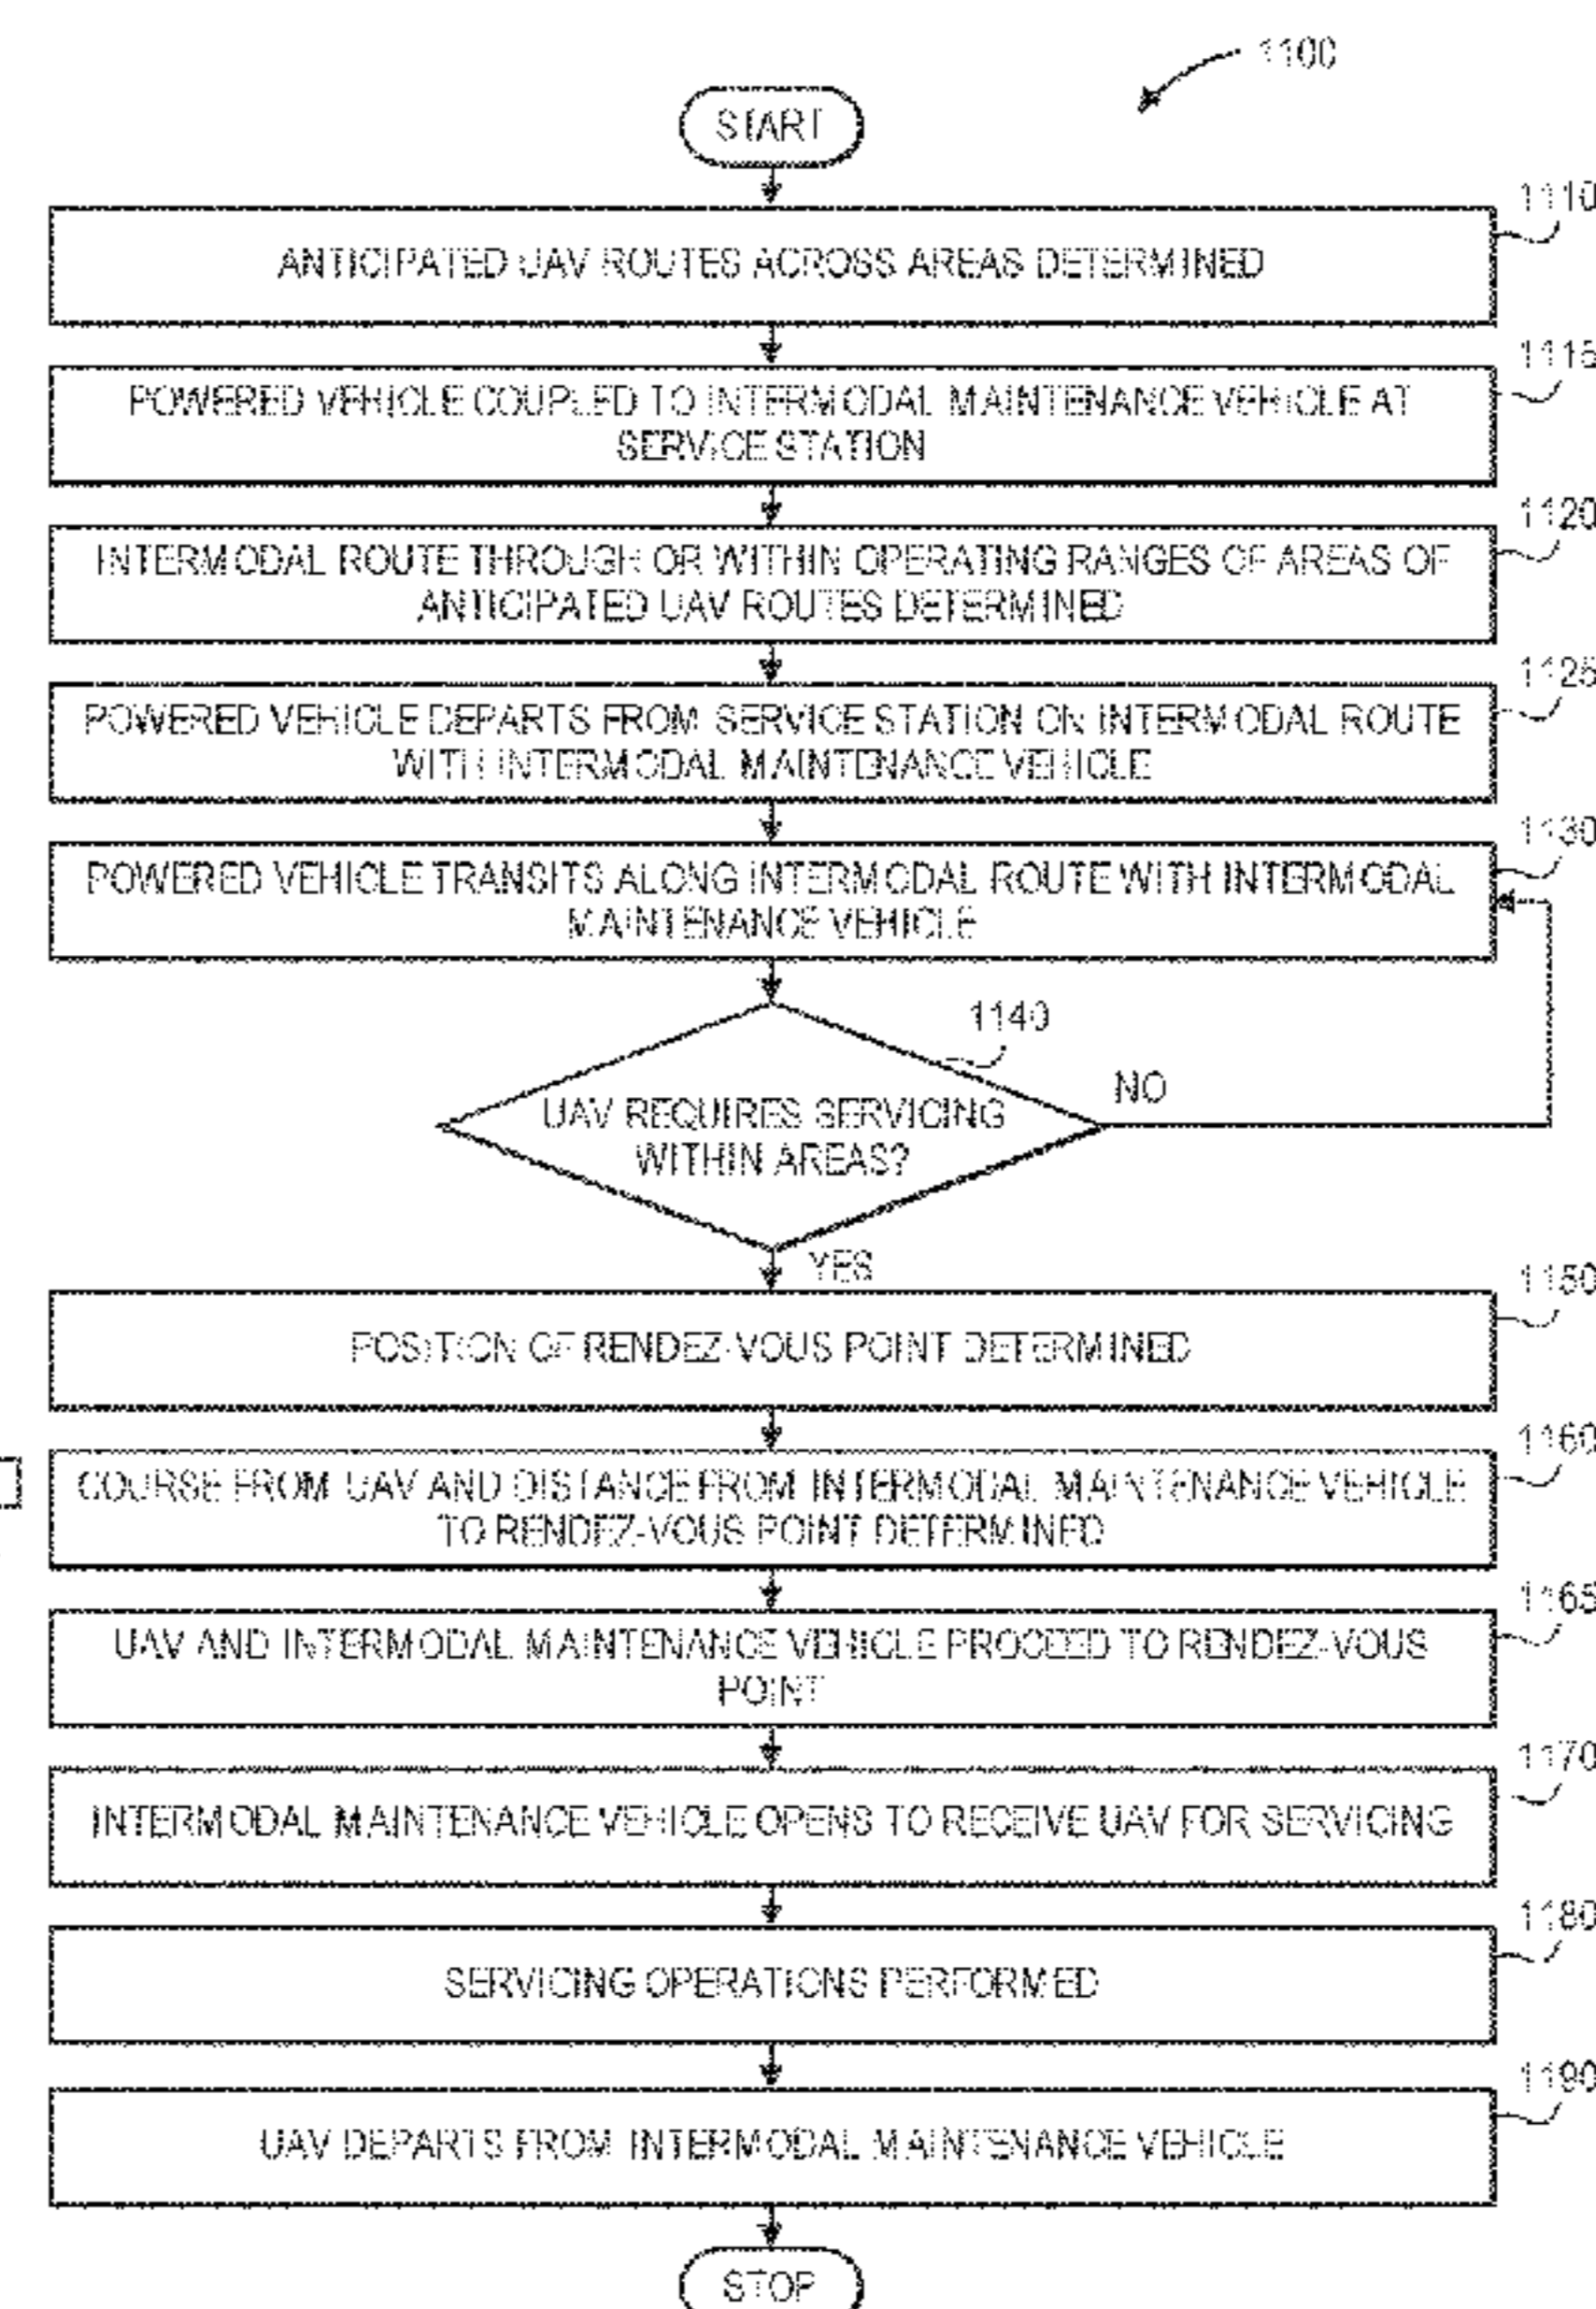 1100
START
1110
ANTICIPATED UAV ROUTES ACROSS AREAS DETERMINED
1115
POWERED VEHICLE COUPLED TO INTERMODAL MAINTENANCE VEHICLE AT
SERVICE STATION
1120
INTERMODAL ROUTE THROUGH OR WITHIN OPERATING RANGES OF AREAS OF
ANTICIPATED UAV ROUTES DETERMINED
1125
POWERED VEHICLE DEPARTS FROM SERVICE STATION ON INTERMODAL ROUTE
WITH INTERMODAL MAINTENANCE VEHICLE
1130
POWERED VEHICLE TRANSITS ALONG INTERMODAL ROUTE WITH INTERMODAL
MAINTENANCE VEHICLE
1140
NO
UAV REQUIRES SERVICING
WITHIN AREAS?
YES
1150
POSITION OF RENDEZ-VOUS POINT DETERMINED
1160
COURSE FROM UAV AND DISTANCE FROM INTERMODAL MAINTENANCE VEHICLE
TO RENDEZ-VOUS POINT DETERMINED
1165
UAV AND INTERMODAL MAINTENANCE VEHICLE PROCEED TO RENDEZ-VOUS
POINT
1170
INTERMODAL MAINTENANCE VEHICLE OPENS TO RECEIVE UAV FOR SERVICING
1180
SERVICING OPERATIONS PERFORMED
1190
UAV DEPARTS FROM INTERMODAL MAINTENANCE VEHICLE
STOP